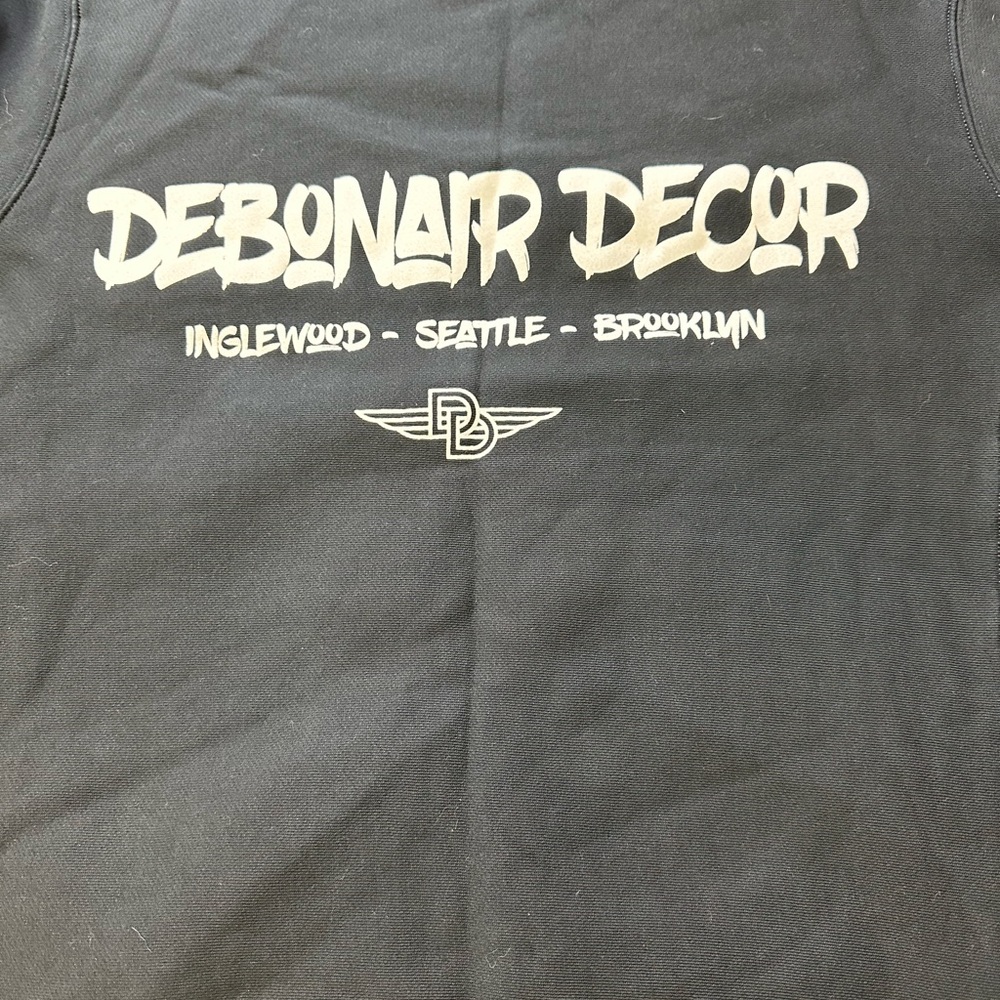 DEBONAIR DECOR
INGLEWOOD - SEATTLE - BROOKLYN
DD